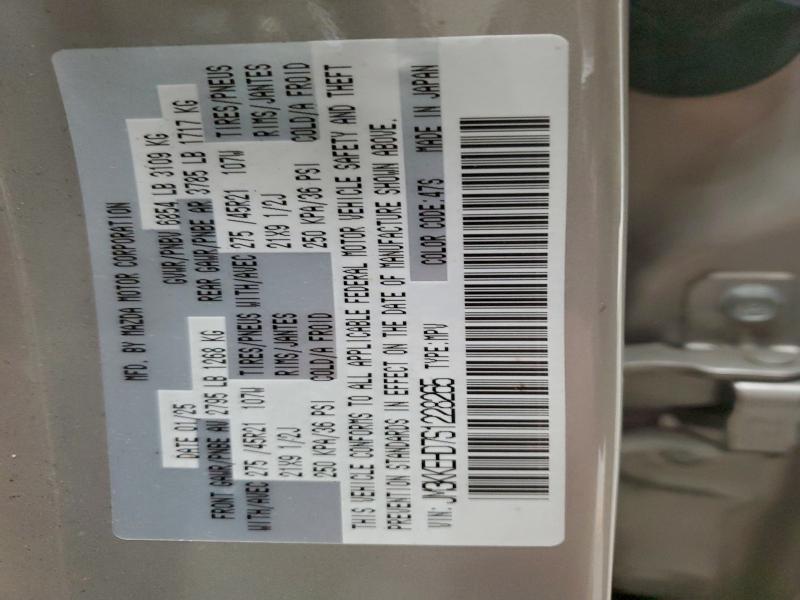 MFD. BY MAZDA MOTOR CORPORATION
DATE 01/25 GVWR/PNBV 6854 LB 3109 KG
FRONT GAWR/PNBE AV 2795 LB 1268 KG REAR GAWR/PNBE AR 3785 LB 1717 KG
WITH/AVEC 275 /45R21 107W TIRES/PNEUS WITH/AVEC 275 /45R21 107W TIRES/PNEUS
21X9 1/2J RIMS/JANTES 21X9 1/2J RIMS/JANTES
250 KPA/36 PSI COLD/A FROID 250 KPA/36 PSI COLD/A FROID
THIS VEHICLE CONFORMS TO ALL APPLICABLE FEDERAL MOTOR VEHICLE SAFETY AND THEFT
PREVENTION STANDARDS IN EFFECT ON THE DATE OF MANUFACTURE SHOWN ABOVE.
VIN: JM3KKEHD7S1228265 TYPE:MPV COLOR CODE:47S MADE IN JAPAN